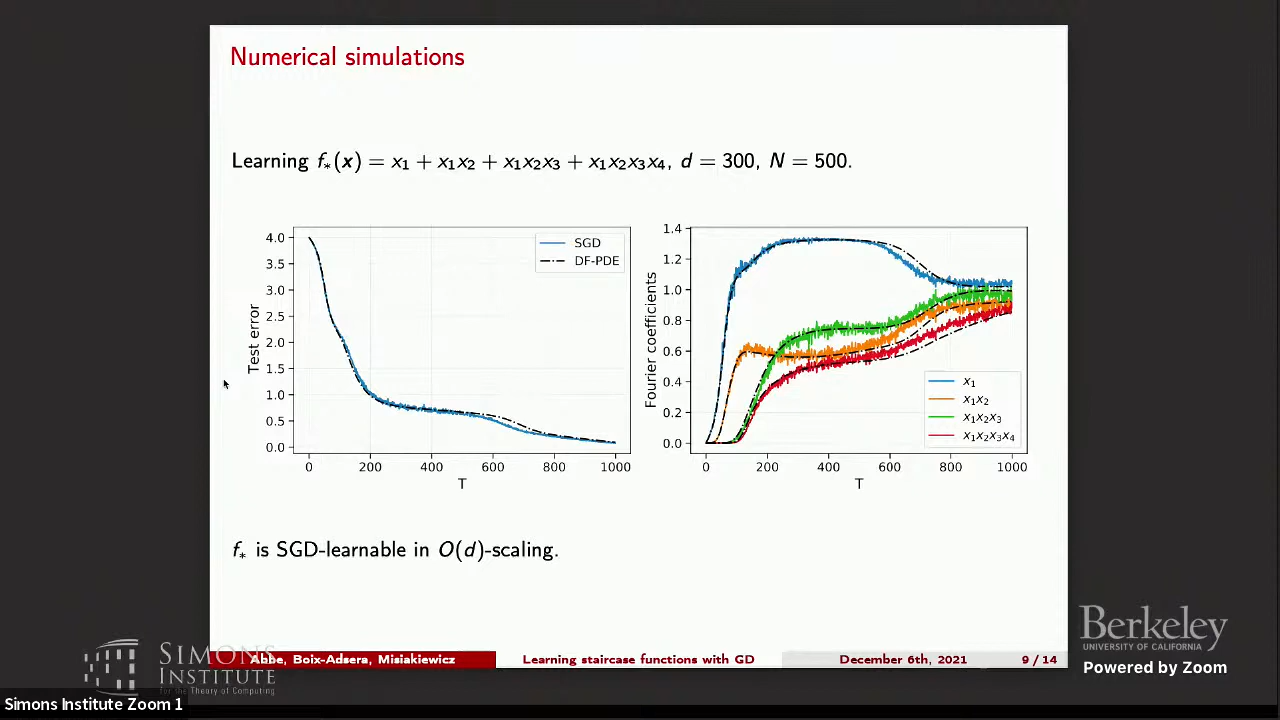 Numerical simulations
Learning f∗(x) = x₁ + x₁x₂ + x₁x₂x₃ + x₁x₂x₃x₄, d = 300, N = 500.
4.0
3.5
3.0
2.5
2.0
1.5
1.0
0.5
0.0
Test error
SGD
DF-PDE
0 200 400 600 800 1000
T
1.4
1.2
1.0
0.8
0.6
0.4
0.2
0.0
Fourier coefficients
x₁
x₁x₂
x₁x₂x₃
x₁x₂x₃x₄
0 200 400 600 800 1000
T
f∗ is SGD-learnable in O(d)-scaling.
Abbe, Boix-Adsera, Misiakiewicz
Learning staircase functions with GD
December 6th, 2021
9 / 14
SIMONS
INSTITUTE
for the Theory of Computing
Berkeley
UNIVERSITY OF CALIFORNIA
Powered by Zoom
Simons Institute Zoom 1